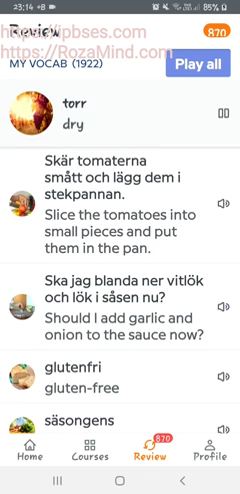 23:14 +8
85%
Review
https://ipbses.com
870
https://RozaMind.com
MY VOCAB (1922)
Play all
torr
dry
Skär tomaterna
smått och lägg dem i
stekpannan.
Slice the tomatoes into
small pieces and put
them in the pan.
Ska jag blanda ner vitlök
och lök i såsen nu?
Should I add garlic and
onion to the sauce now?
glutenfri
gluten-free
säsongens
870
Home
Courses
Review
Profile